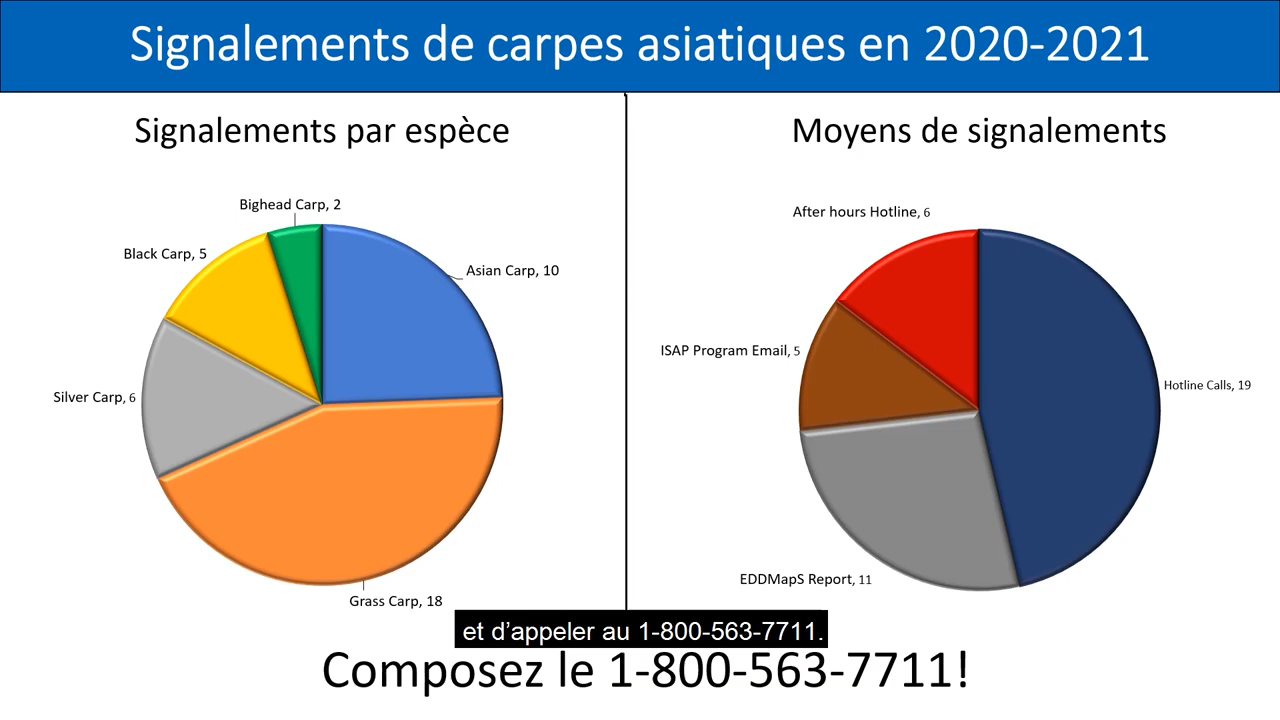 Signalements de carpes asiatiques en 2020-2021
Signalements par espèce
Bighead Carp, 2
Black Carp, 5
Asian Carp, 10
Silver Carp, 6
Grass Carp, 18
Moyens de signalements
After hours Hotline, 6
ISAP Program Email, 5
Hotline Calls, 19
EDDMapS Report, 11
et d’appeler au 1-800-563-7711.
Composez le 1-800-563-7711!